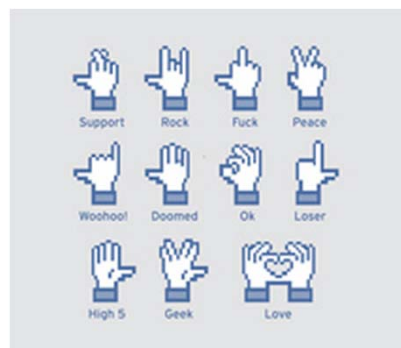 Support Rock Fuck Peace
Woohoo! Doomed Ok Loser
High 5 Geek Love